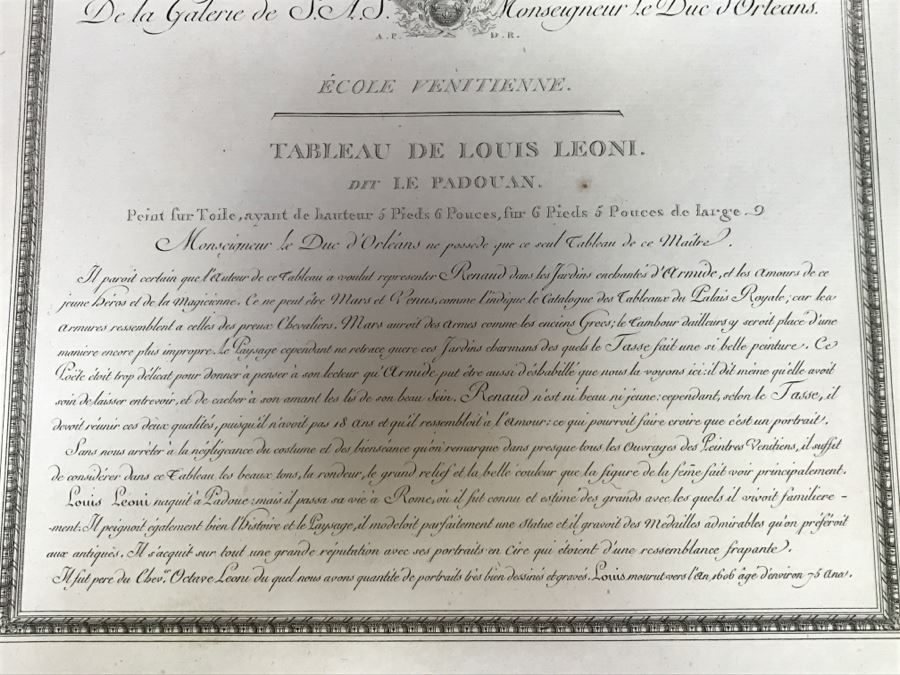 De la Galerie de S.A.S. Monseigneur le Duc d'Orléans.
A.P. D.R.
ÉCOLE VENITIENNE.
TABLEAU DE LOUIS LEONI.
DIT LE PADOUAN.
Peint sur Toile, ayant de hauteur 5 Pieds 6 Pouces, sur 6 Pieds 5 Pouces de large.
Monseigneur le Duc d'Orléans ne possede que ce seul Tableau de ce Maître.
Il paroit certain que l'Auteur de ce Tableau a voulut representer Renaud dans les Jardins enchantés d'Armide, et les Amours de ce
jeune Héros et de la Magicienne. Ce ne peut être Mars et Venus, comme l'indique le Catalogue des Tableaux du Palais Royale; car les
Armures ressemblent a celles des preux Chevaliers. Mars auroit des Armes comme les enciens Grecs; le Tambour dailleurs y seroit placé d'une
maniere encore plus impropre. Le Paysage cependant ne retrace guere ces Jardins charmans des quels le Tasse fait une si belle peinture. Ce
Poëte étoit trop délicat pour donner à penser à son lecteur qu'Armide put être aussi déshabille que nous la voyons ici: il dit même qu'elle avoit
soin de laisser entrevoir, et de cacher à son amant les lis de son beau Sein. Renaud n'est ni beau ni jeune: cependant, selon le Tasse, il
devoit réunir ces deux qualités, puisqu'il n'avoit pas 18 Ans et qu'il ressembloit à l'Amour: ce qui pourroit faire croire que c'est un portrait.
Sans nous arrêter à la négligeance du costume et des bienséance qu'on remarque dans presque tous les Ouvrages des Peintres Venitiens, il suffit
de considérer dans ce Tableau les beaux tons, la rondeur, le grand relief et la belle couleur que la figure de la fem̃e fait voir principalement.
Louis Leoni naquit à Padoue: mais il passa sa vie à Rome, où il fut connu et estimé des grands avec les quels il vivoit familiere-
-ment. Il peignoit également bien l'histoire et le Paysage, il modeloit parfaitement une statue et il gravoit des Médailles admirables qu'on préféroit
aux antiques. Il s'acquit sur tout une grande réputation avec ses portraits en Cire qui étoient d'une ressemblance frapante.
Il fut pere du Chev.er Octave Leoni du quel nous avons quantité de portraits très bien dessinés et gravés. Louis mourut vers l'An 1606 âgé d'environ 75 Ans.